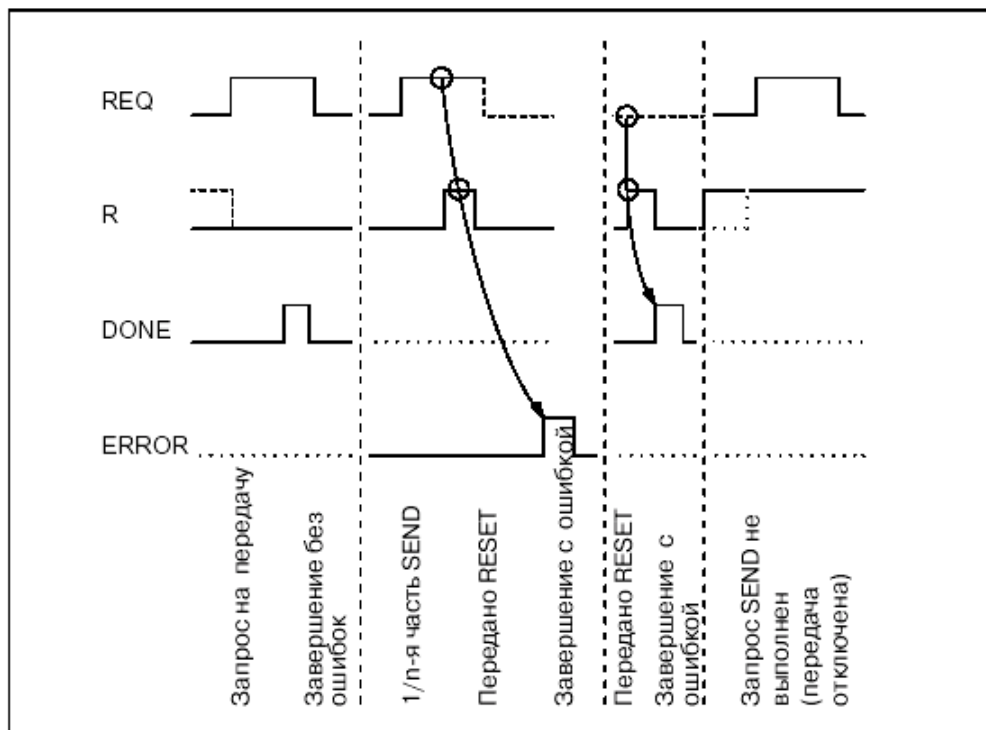 REQ
R
DONE
ERROR
Запрос на передачу
Завершение без
ошибок
1/n-я часть SEND
Передано RESET
Завершение с ошибкой
Передано RESET
Завершение с
ошибкой
Запрос SEND не
выполнен
(передача
отключена)